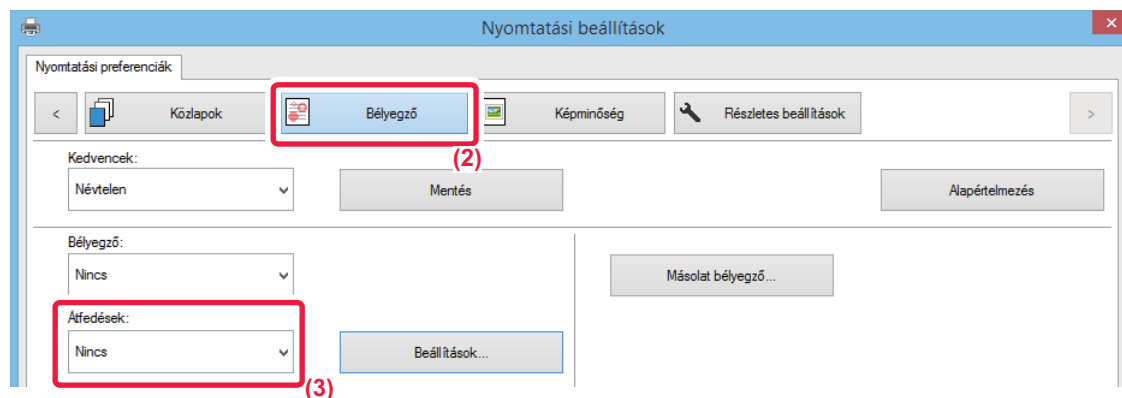 Nyomtatási beállítások
Nyomtatási preferenciák
< Közlapok Bélyegző Képminőség Részletes beállítások >
(2)
Kedvencek:
Névtelen Mentés Alapértelmezés
Bélyegző:
Nincs Másolat bélyegző...
Átfedések:
Nincs Beállítások...
(3)